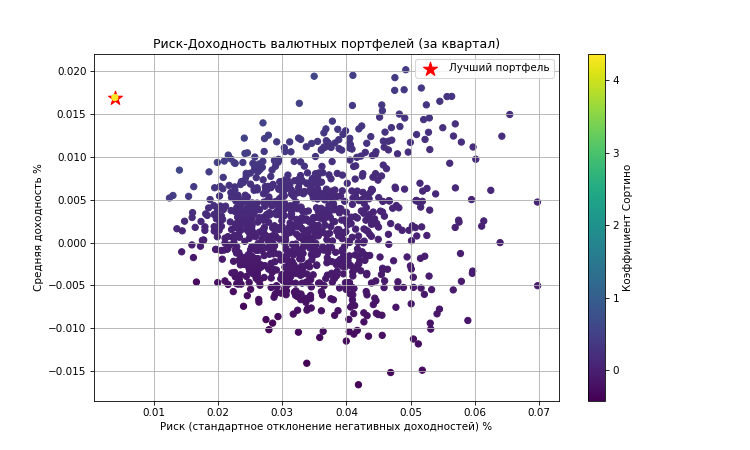 Риск-Доходность валютных портфелей (за квартал)
Лучший портфель
0.020
0.015
0.010
0.005
0.000
−0.005
−0.010
−0.015
Средняя доходность %
0.01 0.02 0.03 0.04 0.05 0.06 0.07
Риск (стандартное отклонение негативных доходностей) %
4
3
2
1
0
Коэффициент Сортино